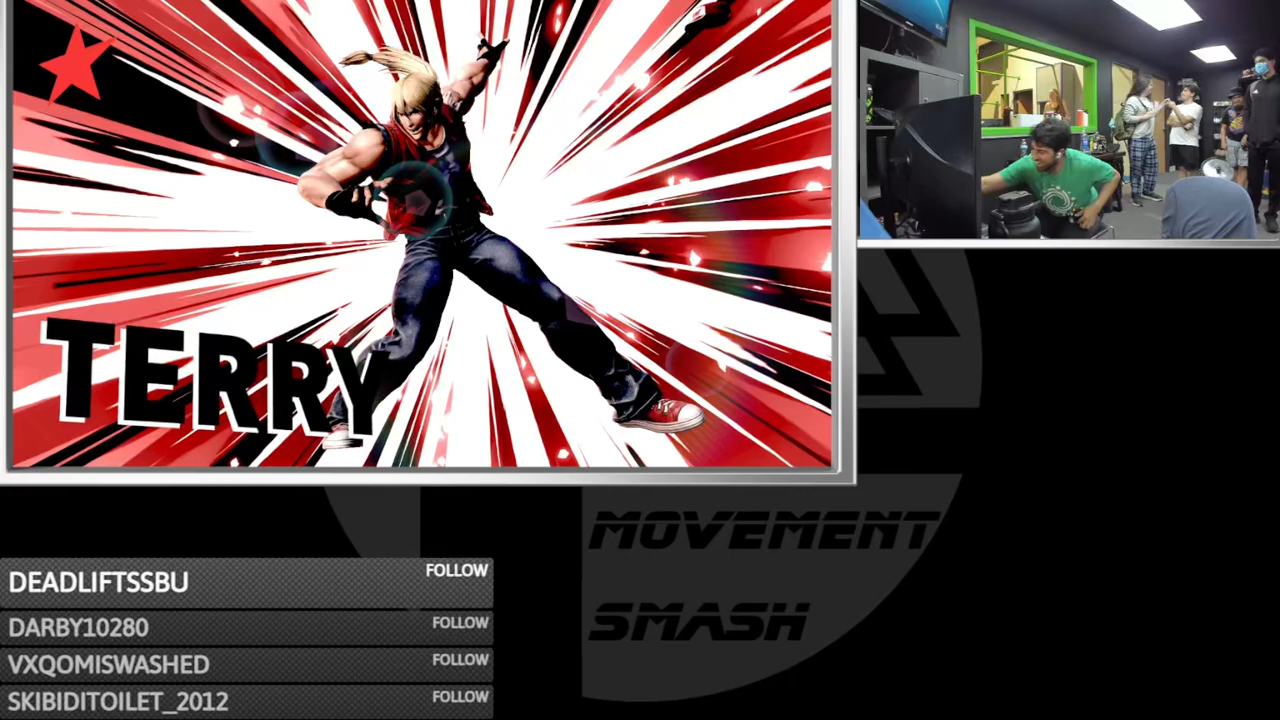 TERRY
MOVEMENT
SMASH
DEADLIFTSSBU FOLLOW
DARBY10280 FOLLOW
VXQOMISWASHED FOLLOW
SKIBIDITOILET_2012 FOLLOW